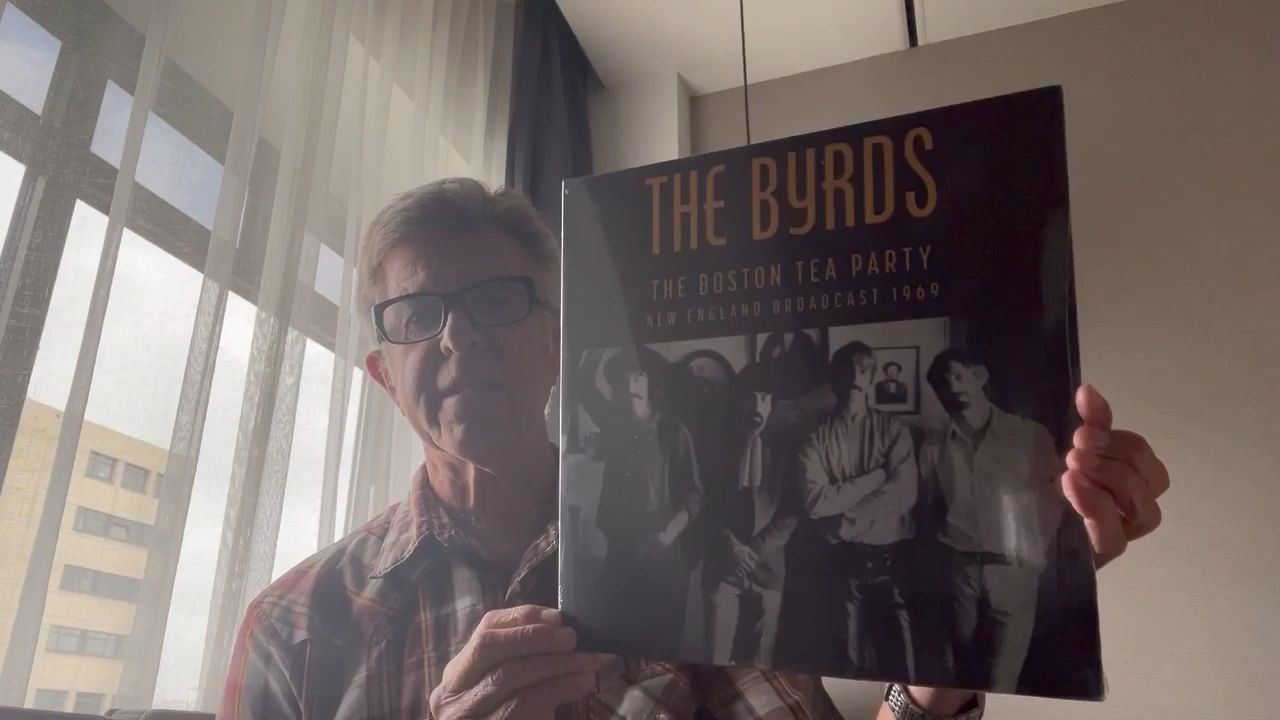 THE BYRDS
THE BOSTON TEA PARTY
NEW ENGLAND BROADCAST 1969